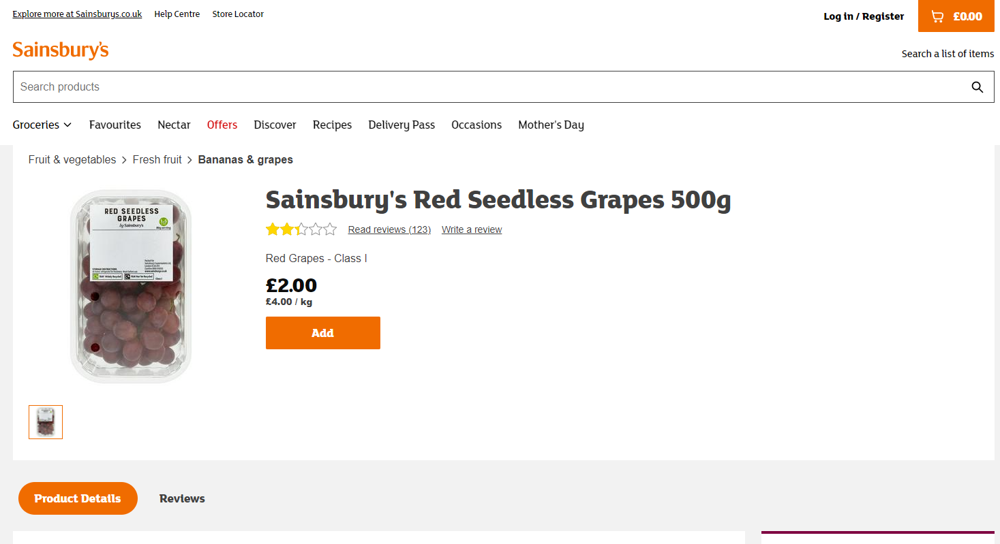 Explore more at Sainsburys.co.uk Help Centre Store Locator
Log in / Register £0.00
Sainsbury's
Search a list of items
Search products
Groceries Favourites Nectar Offers Discover Recipes Delivery Pass Occasions Mother's Day
Fruit & vegetables > Fresh fruit > Bananas & grapes
RED SEEDLESS
GRAPES
by Sainsbury's
Sainsbury's Red Seedless Grapes 500g
Read reviews (123) Write a review
Red Grapes - Class I
£2.00
£4.00 / kg
Add
Product Details Reviews